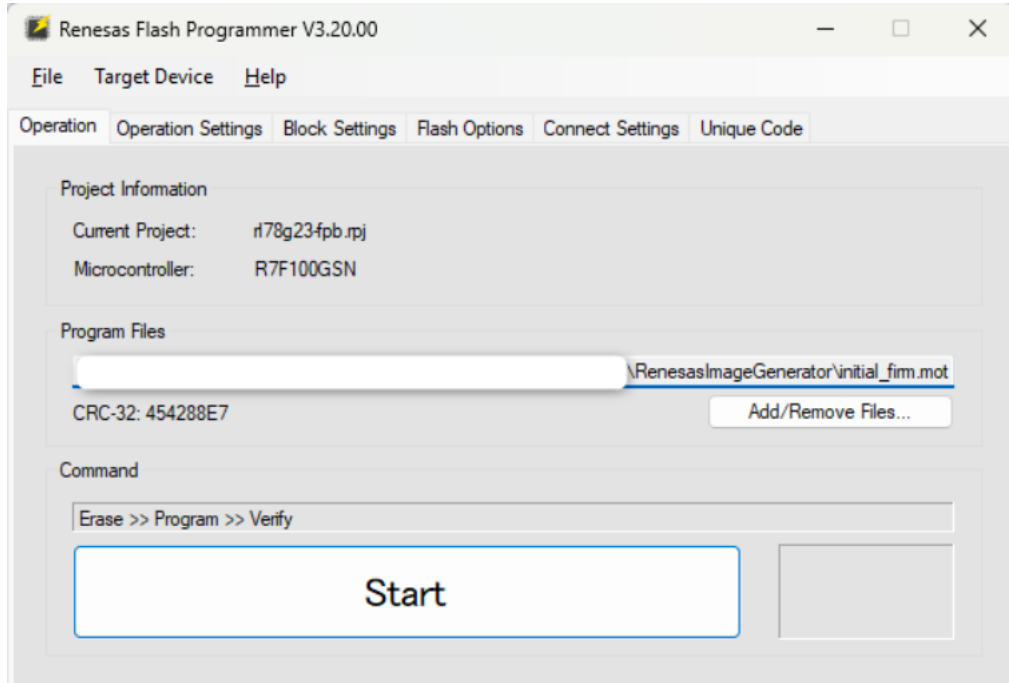 Renesas Flash Programmer V3.20.00
File Target Device Help
Operation Operation Settings Block Settings Flash Options Connect Settings Unique Code
Project Information
Current Project: rl78g23-fpb.rpj
Microcontroller: R7F100GSN
Program Files
\RenesasImageGenerator\initial_firm.mot
CRC-32: 454288E7 Add/Remove Files...
Command
Erase >> Program >> Verify
Start